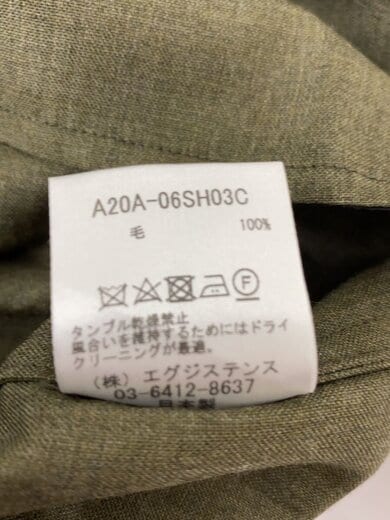 A20A-06SH03C
毛 100%
F
タンブル乾燥禁止
風合いを維持するためにはドライ
クリーニングが最適です。
(株) エグジステンス
03-6412-8637
日本製